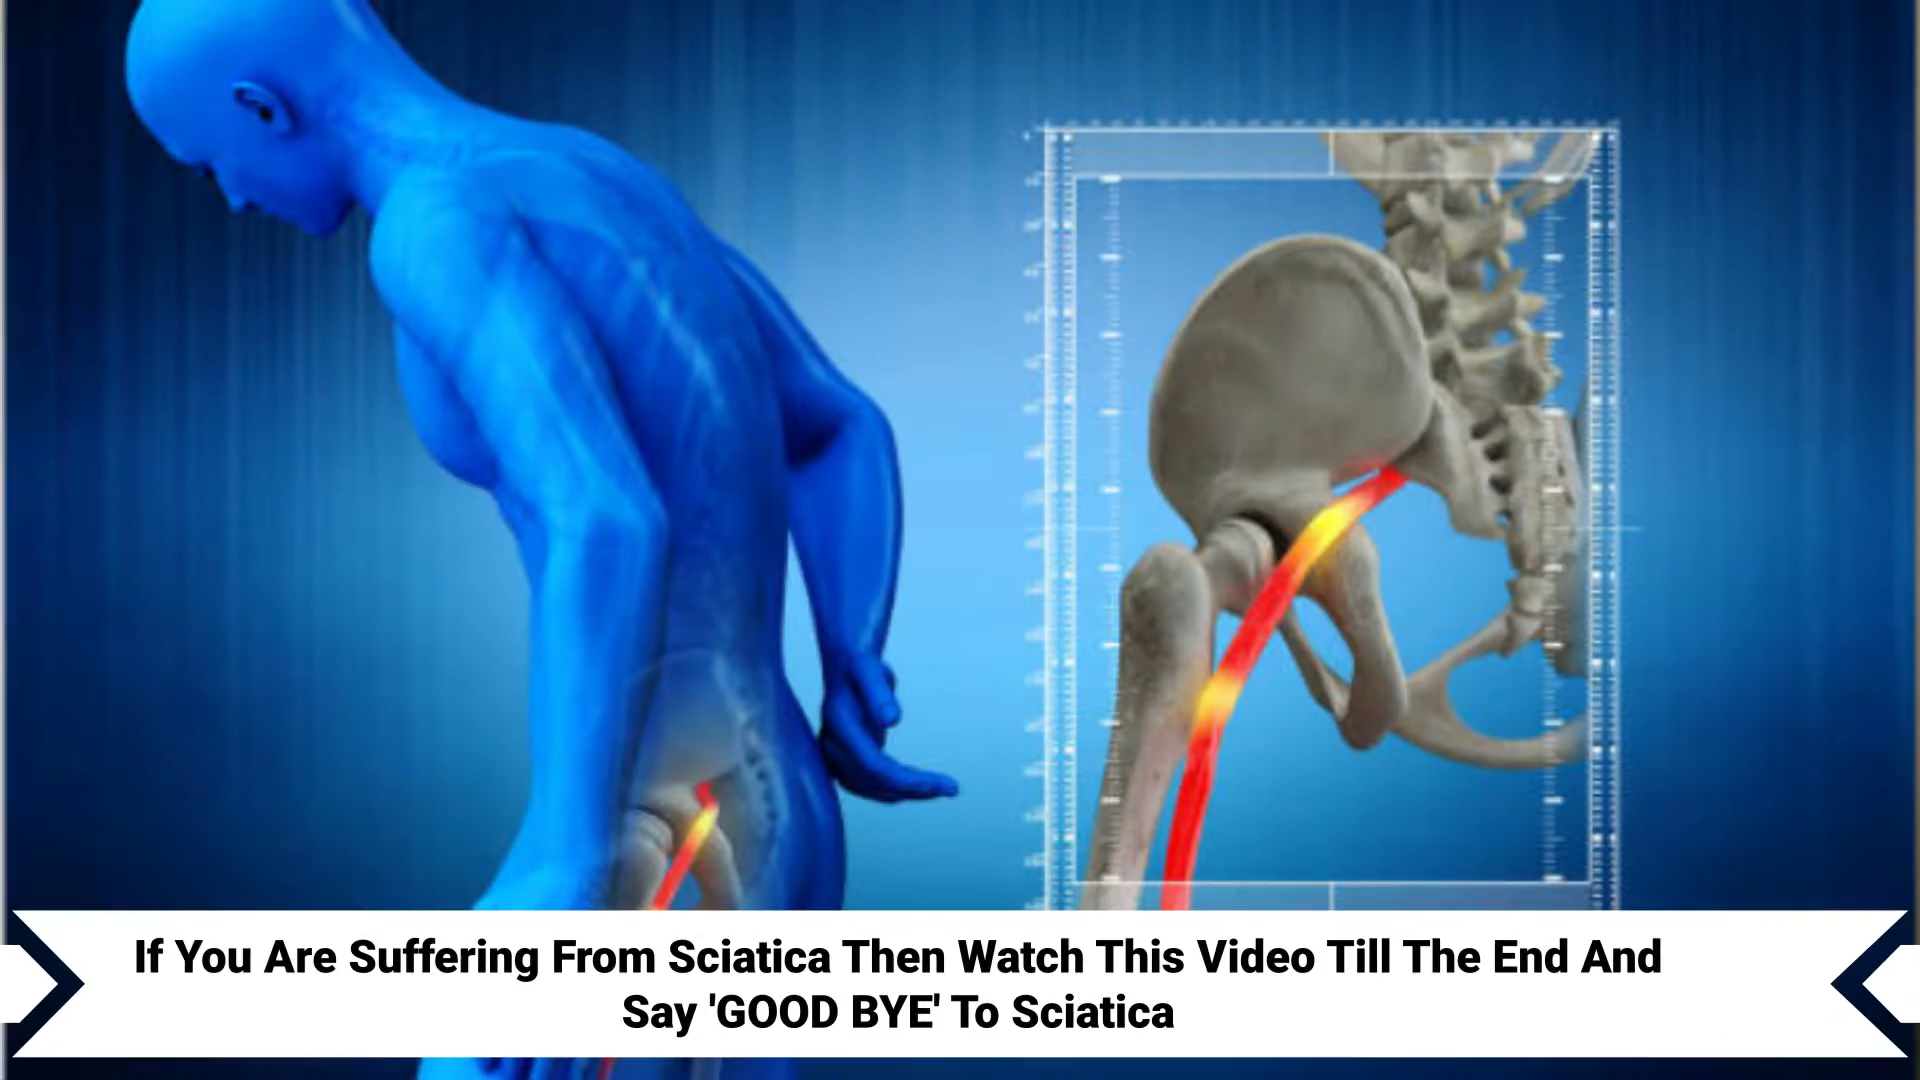 If You Are Suffering From Sciatica Then Watch This Video Till The End And
Say 'GOOD BYE' To Sciatica